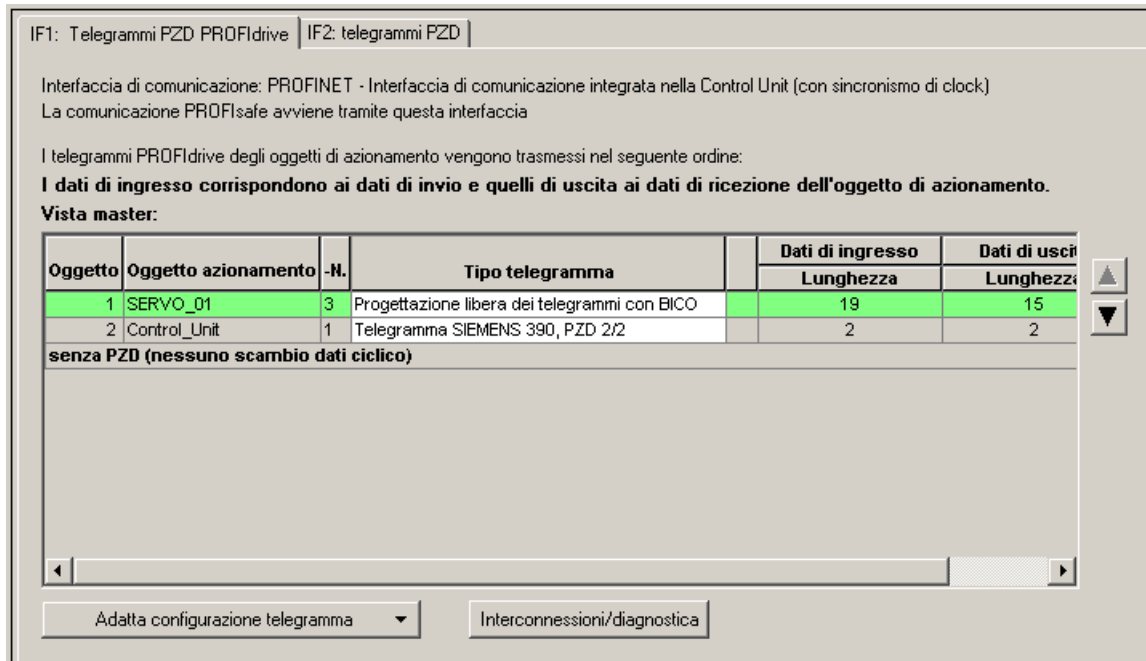 IF1: Telegrammi PZD PROFIdrive IF2: telegrammi PZD
Interfaccia di comunicazione: PROFINET - Interfaccia di comunicazione integrata nella Control Unit (con sincronismo di clock)
La comunicazione PROFIsafe avviene tramite questa interfaccia
I telegrammi PROFIdrive degli oggetti di azionamento vengono trasmessi nel seguente ordine:
I dati di ingresso corrispondono ai dati di invio e quelli di uscita ai dati di ricezione dell'oggetto di azionamento.
Vista master:
Oggetto Oggetto azionamento -N. Tipo telegramma Dati di ingresso Dati di uscit
Lunghezza Lunghezza
1 SERVO_01 3 Progettazione libera dei telegrammi con BICO 19 15
2 Control_Unit 1 Telegramma SIEMENS 390, PZD 2/2 2 2
senza PZD (nessuno scambio dati ciclico)
Adatta configurazione telegramma Interconnessioni/diagnostica